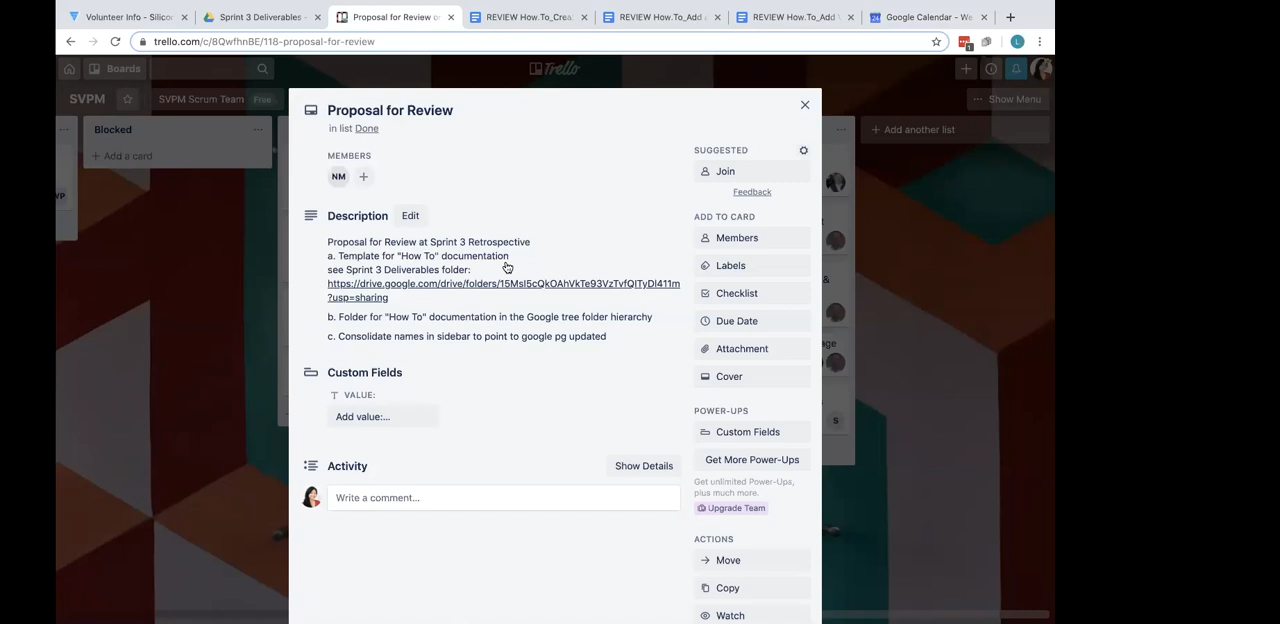 Volunteer Info - Silicon
Sprint 3 Deliverables -
Proposal for Review on
REVIEW How.To_Crea
REVIEW How.To_Add
REVIEW How.To_Add
Google Calendar - We
trello.com/c/8QwfhnBE/118-proposal-for-review
1
L
Boards
Trello
SVPM
SVPM Scrum Team
Free
Show Menu
Blocked
+ Add a card
+ Add another list
Proposal for Review
in list Done
MEMBERS
NM
Description
Edit
Proposal for Review at Sprint 3 Retrospective
a. Template for "How To" documentation
see Sprint 3 Deliverables folder:
https://drive.google.com/drive/folders/15MsI5cQkOAhVkTe93VzTvfQITyDl411m
?usp=sharing
b. Folder for "How To" documentation in the Google tree folder hierarchy
c. Consolidate names in sidebar to point to google pg updated
Custom Fields
VALUE:
Add value:...
Activity
Show Details
Write a comment...
SUGGESTED
Join
Feedback
ADD TO CARD
Members
Labels
Checklist
Due Date
Attachment
Cover
POWER-UPS
Custom Fields
Get More Power-Ups
Get unlimited Power-Ups,
plus much more.
Upgrade Team
ACTIONS
Move
Copy
Watch
S